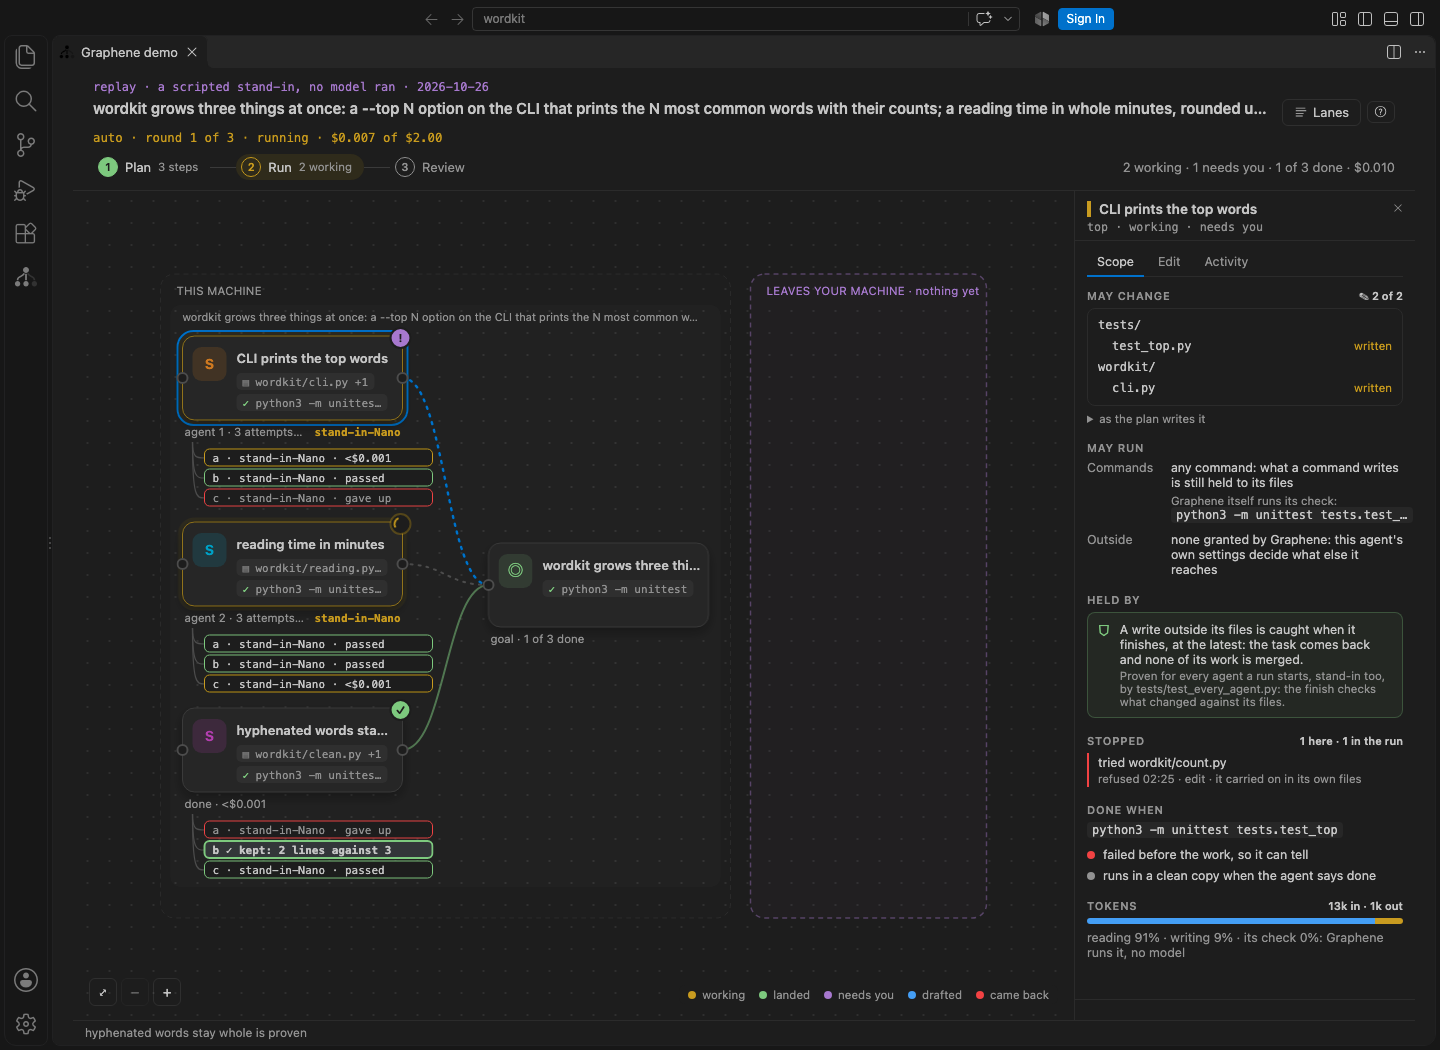 wordkit
Sign In
Graphene demo
replay · a scripted stand-in, no model ran · 2026-10-26
wordkit grows three things at once: a --top N option on the CLI that prints the N most common words with their counts; a reading time in whole minutes, rounded u...
Lanes
auto · round 1 of 3 · running · $0.007 of $2.00
1 Plan 3 steps
2 Run 2 working
3 Review
2 working · 1 needs you · 1 of 3 done · $0.010
THIS MACHINE
wordkit grows three things at once: a --top N option on the CLI that prints the N most common w...
S
CLI prints the top words
!
wordkit/cli.py +1
✓ python3 -m unittes…
agent 1 · 3 attempts... stand-in-Nano
a · stand-in-Nano · <$0.001
b · stand-in-Nano · passed
c · stand-in-Nano · gave up
S
reading time in minutes
wordkit/reading.py…
✓ python3 -m unittes…
agent 2 · 3 attempts... stand-in-Nano
a · stand-in-Nano · passed
b · stand-in-Nano · passed
c · stand-in-Nano · <$0.001
S
hyphenated words sta...
wordkit/clean.py +1
✓ python3 -m unittes…
done · <$0.001
a · stand-in-Nano · gave up
b ✓ kept: 2 lines against 3
c · stand-in-Nano · passed
wordkit grows three thi...
✓ python3 -m unittest
goal · 1 of 3 done
LEAVES YOUR MACHINE · nothing yet
working
landed
needs you
drafted
came back
CLI prints the top words
top · working · needs you
Scope
Edit
Activity
MAY CHANGE
✎ 2 of 2
tests/
test_top.py written
wordkit/
cli.py written
as the plan writes it
MAY RUN
Commands
any command: what a command writes
is still held to its files
Graphene itself runs its check:
python3 -m unittest tests.test_…
Outside
none granted by Graphene: this agent's
own settings decide what else it
reaches
HELD BY
A write outside its files is caught when it
finishes, at the latest: the task comes back
and none of its work is merged.
Proven for every agent a run starts, stand-in too,
by tests/test_every_agent.py: the finish checks
what changed against its files.
STOPPED
1 here · 1 in the run
tried wordkit/count.py
refused 02:25 · edit · it carried on in its own files
DONE WHEN
python3 -m unittest tests.test_top
failed before the work, so it can tell
runs in a clean copy when the agent says done
TOKENS
13k in · 1k out
reading 91% · writing 9% · its check 0%: Graphene
runs it, no model
hyphenated words stay whole is proven